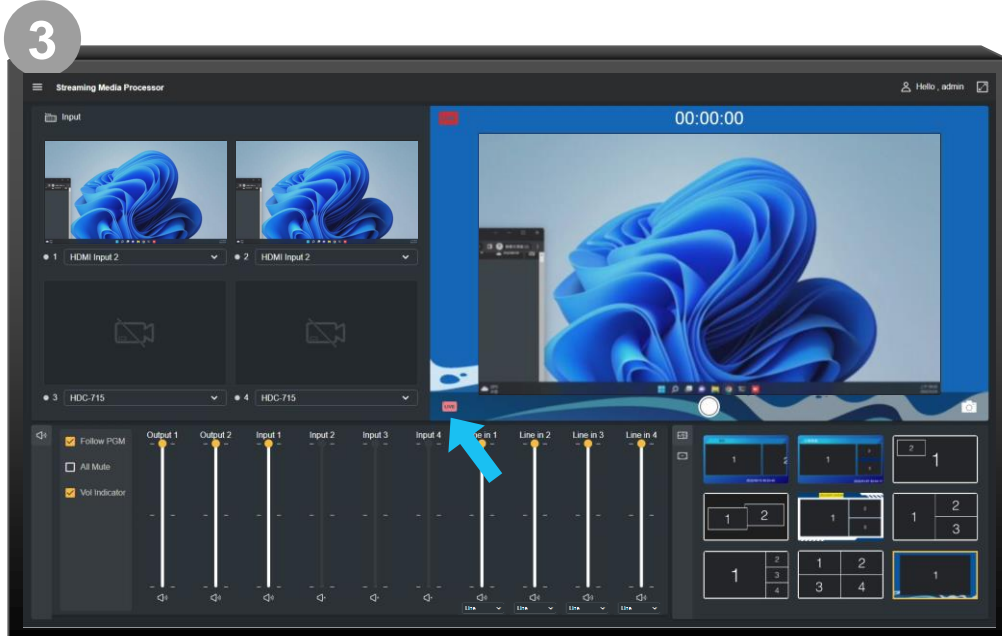 3
Streaming Media Processor
Hello , admin
Input
00:00:00
1 HDMI Input 2
2 HDMI Input 2
3 HDC-715
4 HDC-715
LIVE
Follow PGM
All Mute
Vol Indicator
Output 1
Output 2
Input 1
Input 2
Input 3
Input 4
Line in 2
Line in 3
Line in 4
Line
Line
Line
Line
1
2
1
2
1
1
2
1
1
2
3
1
2
3
4
1
2
3
4
1